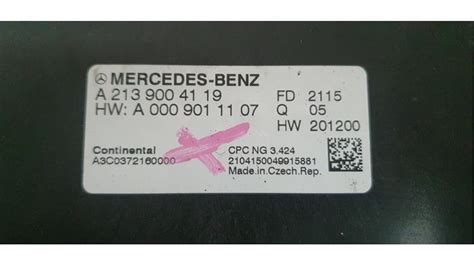 MERCEDES-BENZ
A 213 900 41 19 FD 2115
HW: A 000 901 11 07 Q 05
HW 201200
Continental CPC NG 3.424
A3C0372160000 2104150049915881
Made.in.Czech.Rep.